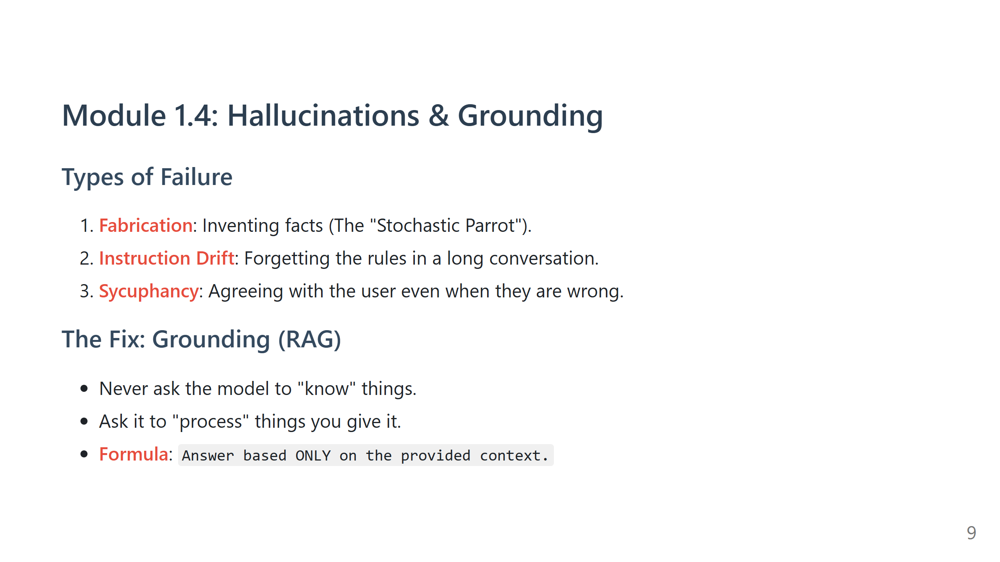 Module 1.4: Hallucinations & Grounding
Types of Failure
1. Fabrication: Inventing facts (The "Stochastic Parrot").
2. Instruction Drift: Forgetting the rules in a long conversation.
3. Sycuphancy: Agreeing with the user even when they are wrong.
The Fix: Grounding (RAG)
• Never ask the model to "know" things.
• Ask it to "process" things you give it.
• Formula: Answer based ONLY on the provided context.
9